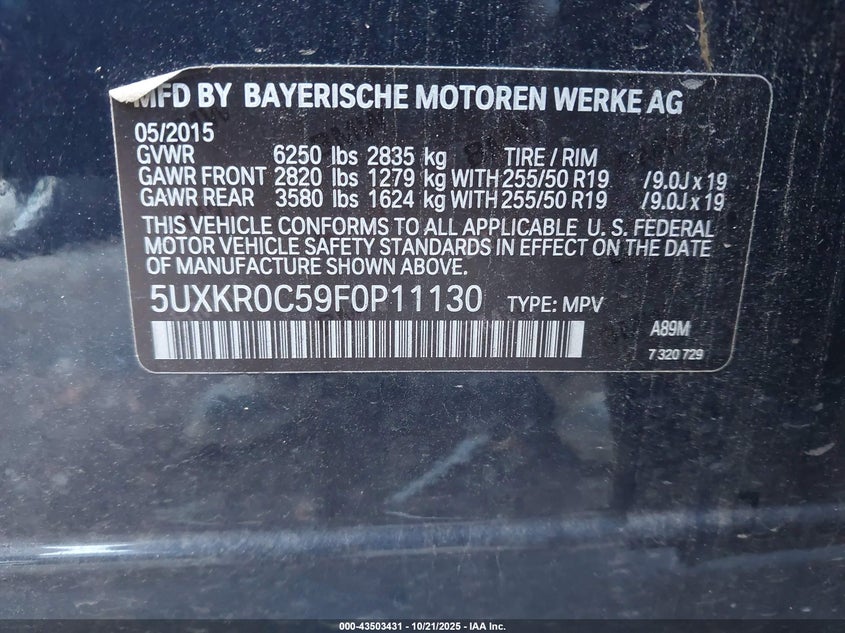 MFD BY BAYERISCHE MOTOREN WERKE AG
05/2015
GVWR 6250 lbs 2835 kg TIRE / RIM
GAWR FRONT 2820 lbs 1279 kg WITH 255/50 R19 /9.0J x 19
GAWR REAR 3580 lbs 1624 kg WITH 255/50 R19 /9.0J x 19
THIS VEHICLE CONFORMS TO ALL APPLICABLE U. S. FEDERAL
MOTOR VEHICLE SAFETY STANDARDS IN EFFECT ON THE DATE
OF MANUFACTURE SHOWN ABOVE.
5UXKR0C59F0P11130 TYPE: MPV
A89M
7 320 729
000-43503431 - 10/21/2025 - IAA Inc.